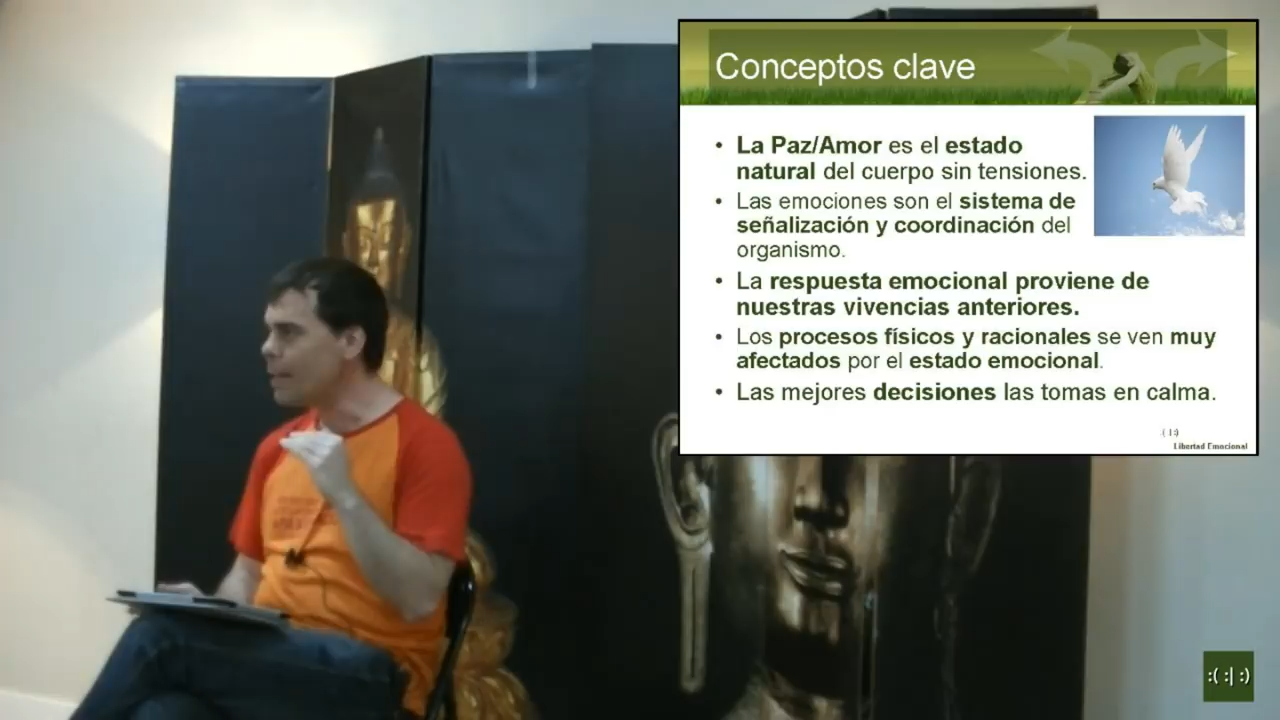 Conceptos clave
• La Paz/Amor es el estado
natural del cuerpo sin tensiones.
• Las emociones son el sistema de
señalización y coordinación del
organismo.
• La respuesta emocional proviene de
nuestras vivencias anteriores.
• Los procesos físicos y racionales se ven muy
afectados por el estado emocional.
• Las mejores decisiones las tomas en calma.
:( :| :)
Libertad Emocional
:( :| :)